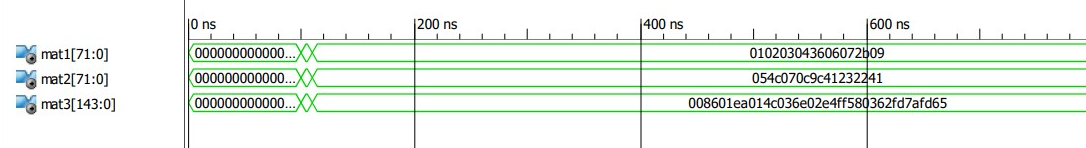 0 ns 200 ns 400 ns 600 ns
mat1[71:0] 000000000000... 010203043606072b09
mat2[71:0] 000000000000... 054c070c9c41232241
mat3[143:0] 000000000000... 008601ea014c036e02e4ff580362fd7afd65